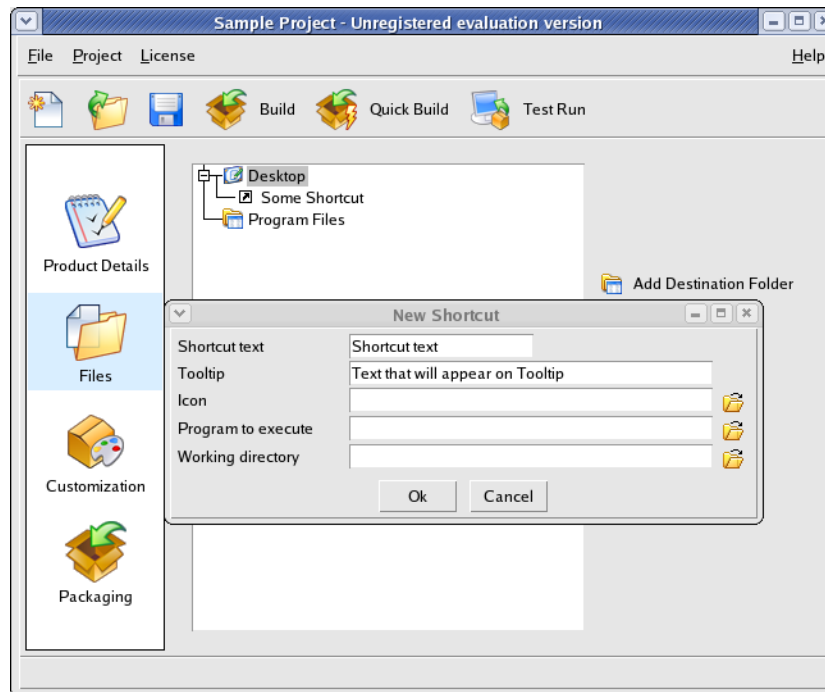 Sample Project - Unregistered evaluation version
File Project License Help
Build Quick Build Test Run
Desktop
Some Shortcut
Program Files
Product Details
Add Destination Folder
New Shortcut
Shortcut text Shortcut text
Tooltip Text that will appear on Tooltip
Files
Icon
Program to execute
Working directory
Customization
Ok Cancel
Packaging